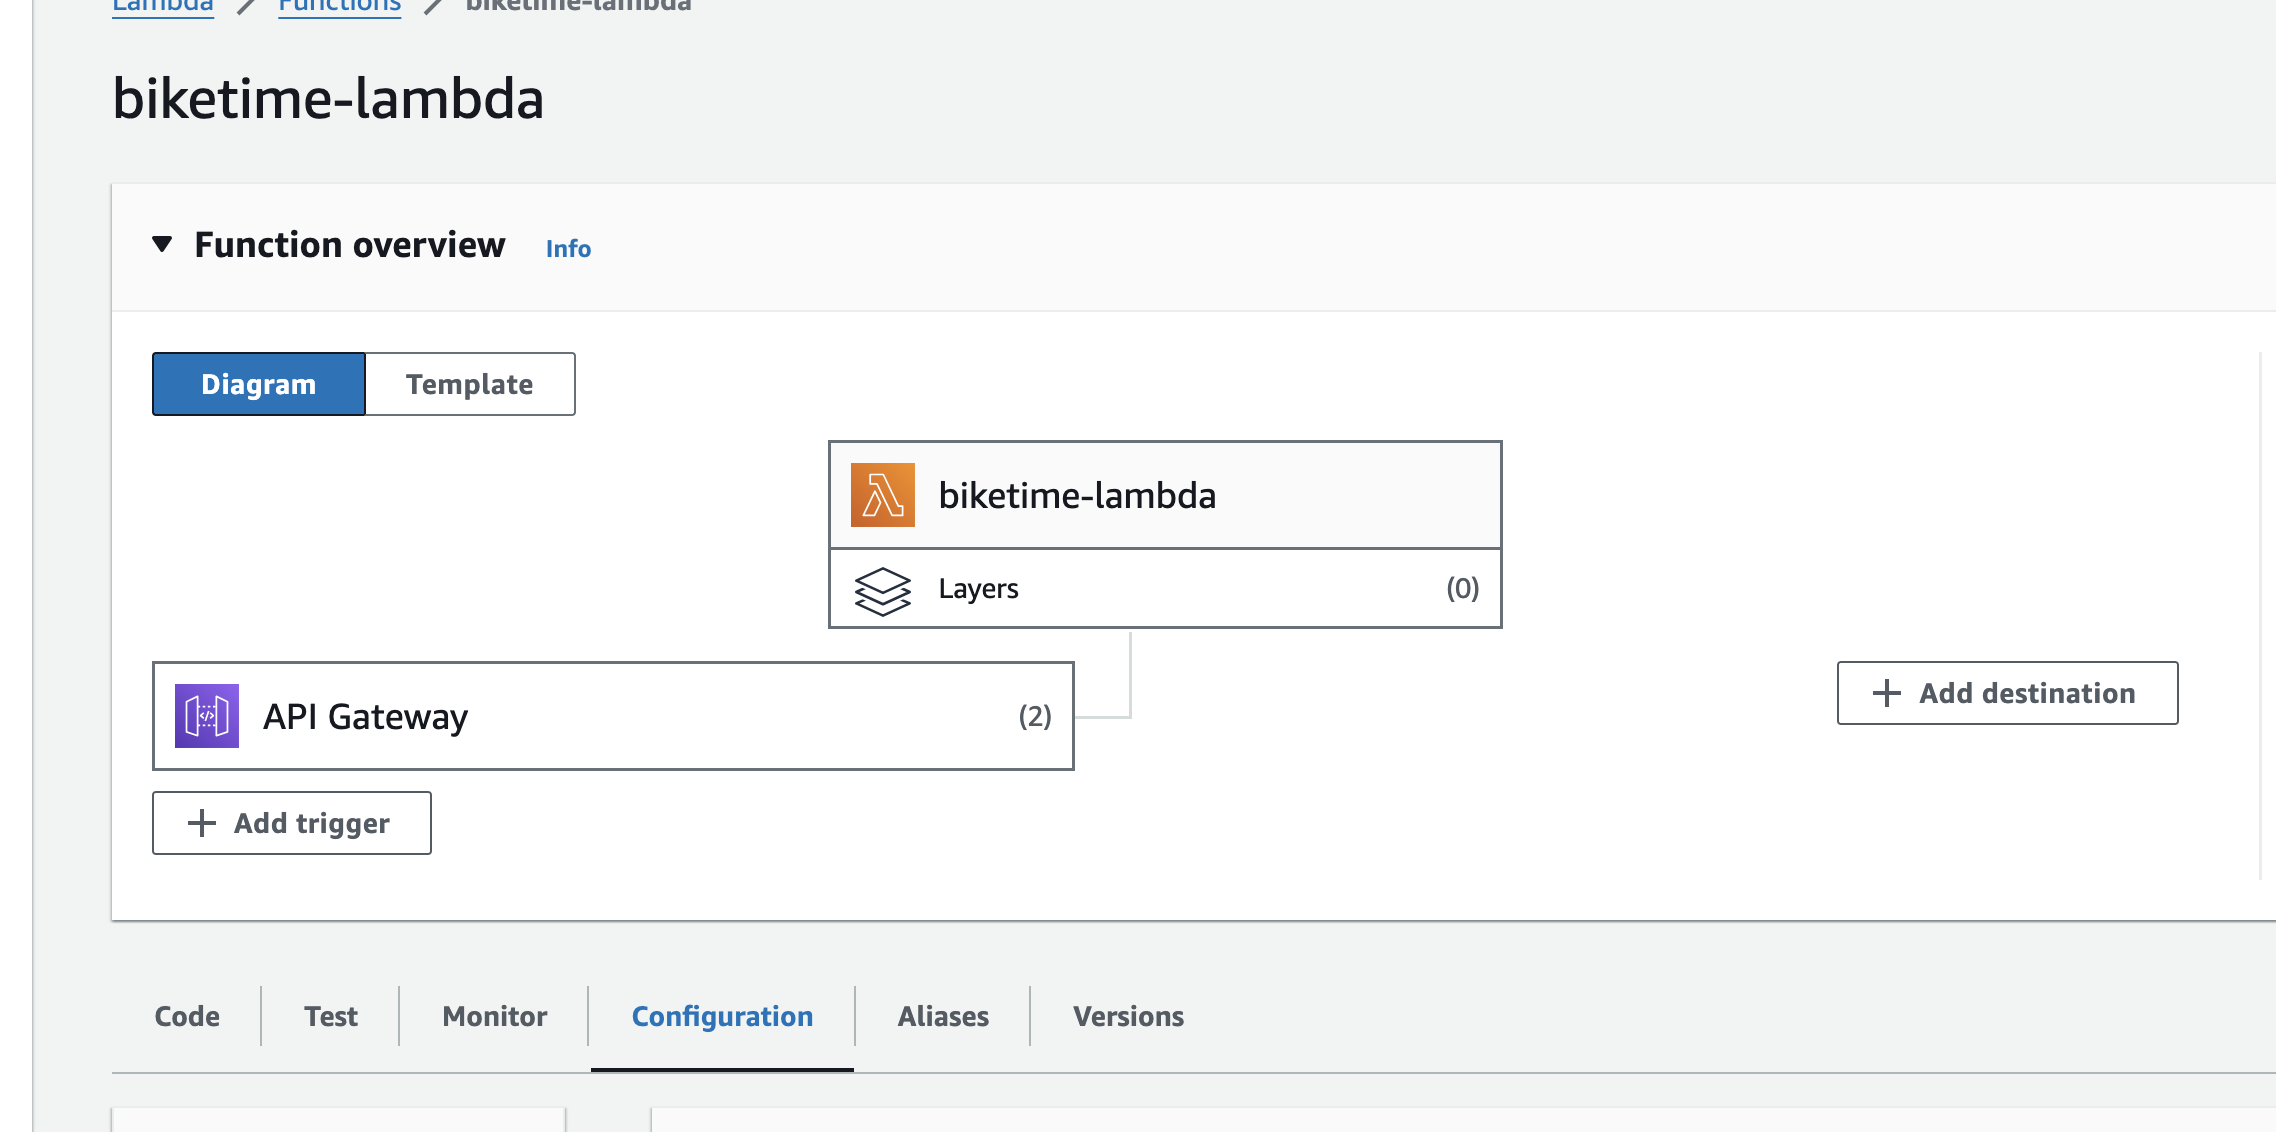 Lambda / Functions / biketime-lambda
biketime-lambda
Function overview Info
Diagram Template
biketime-lambda
Layers (0)
API Gateway (2)
+ Add destination
+ Add trigger
Code Test Monitor Configuration Aliases Versions